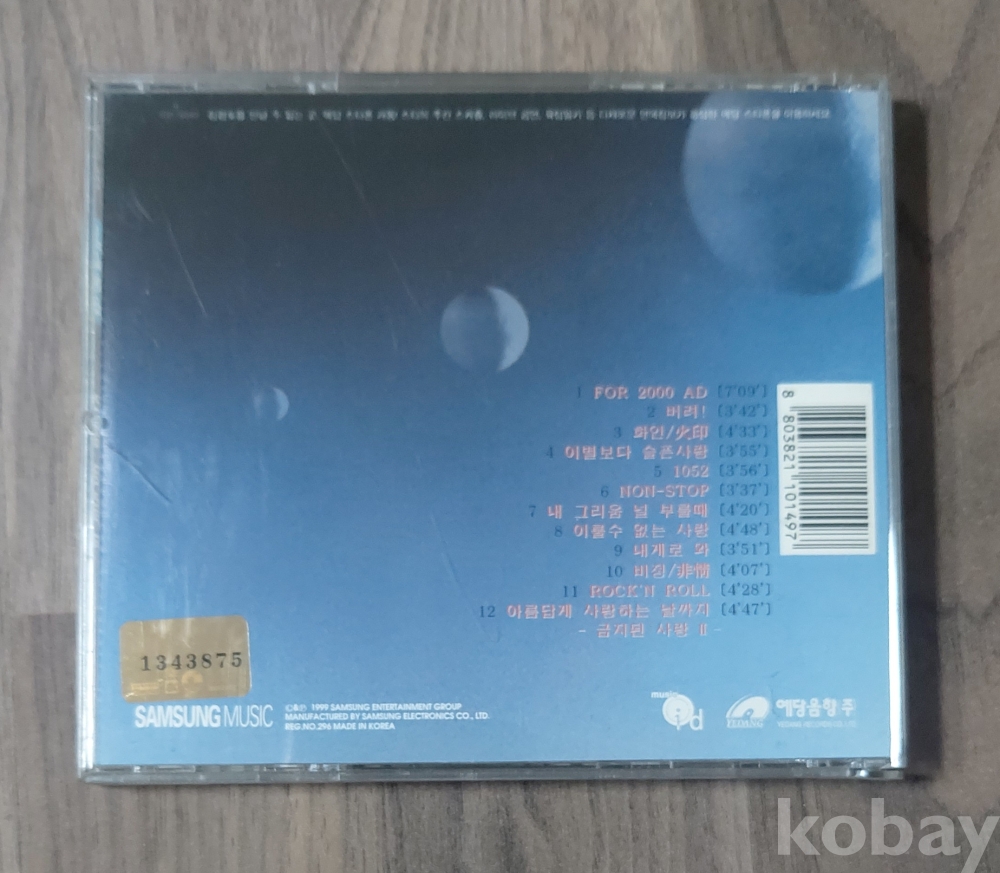 1 FOR 2000 AD [7'09"]
2 버려! [3'42"]
3 화인/火印 [4'33"]
4 이별보다 슬픈사랑 [3'55"]
5 1052 [3'56"]
6 NON-STOP [3'37"]
7 내 그리움 널 부를때 [4'20"]
8 이룰수 없는 사랑 [4'48"]
9 내게로 와 [3'51"]
10 비정/非情 [4'07"]
11 ROCK'N ROLL [4'28"]
12 아름답게 사랑하는 날까지 [4'47"]
- 금지된 사랑 II -
8 803821 101497
1343875
SAMSUNG MUSIC
©&℗ 1999 SAMSUNG ENTERTAINMENT GROUP
MANUFACTURED BY SAMSUNG ELECTRONICS CO., LTD.
REG.NO.296 MADE IN KOREA
music
id
YEDANG
예당음향 주
kobay